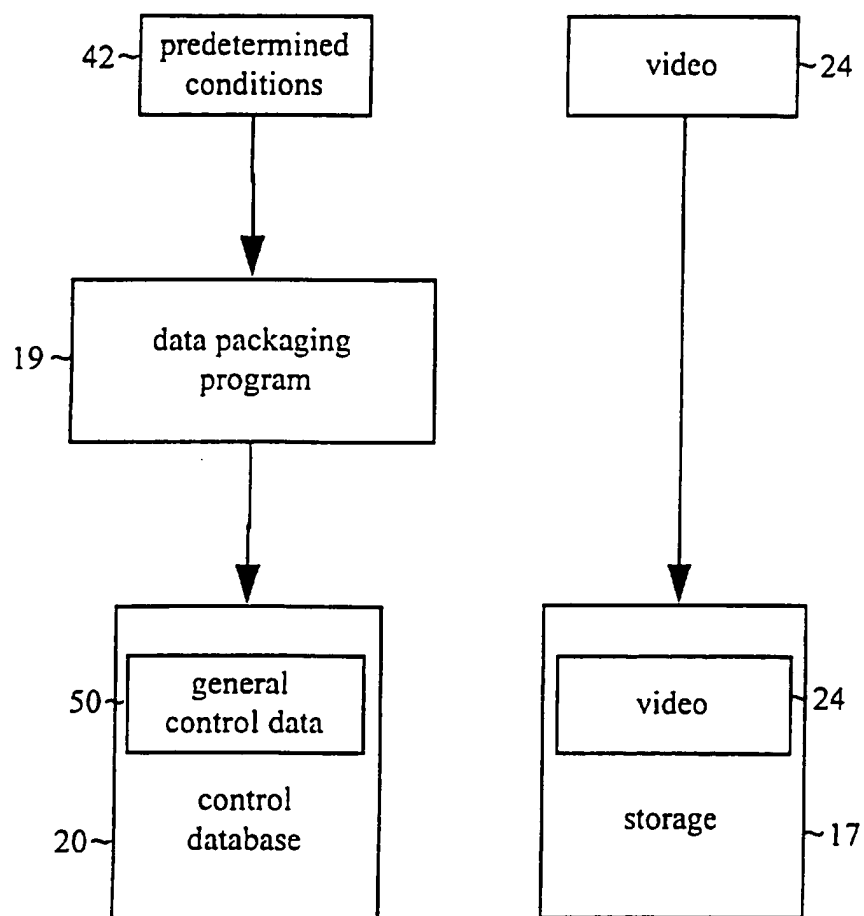 42 predetermined
conditions
video 24
19 data packaging
program
50 general
control data
video 24
control
database
20
storage 17